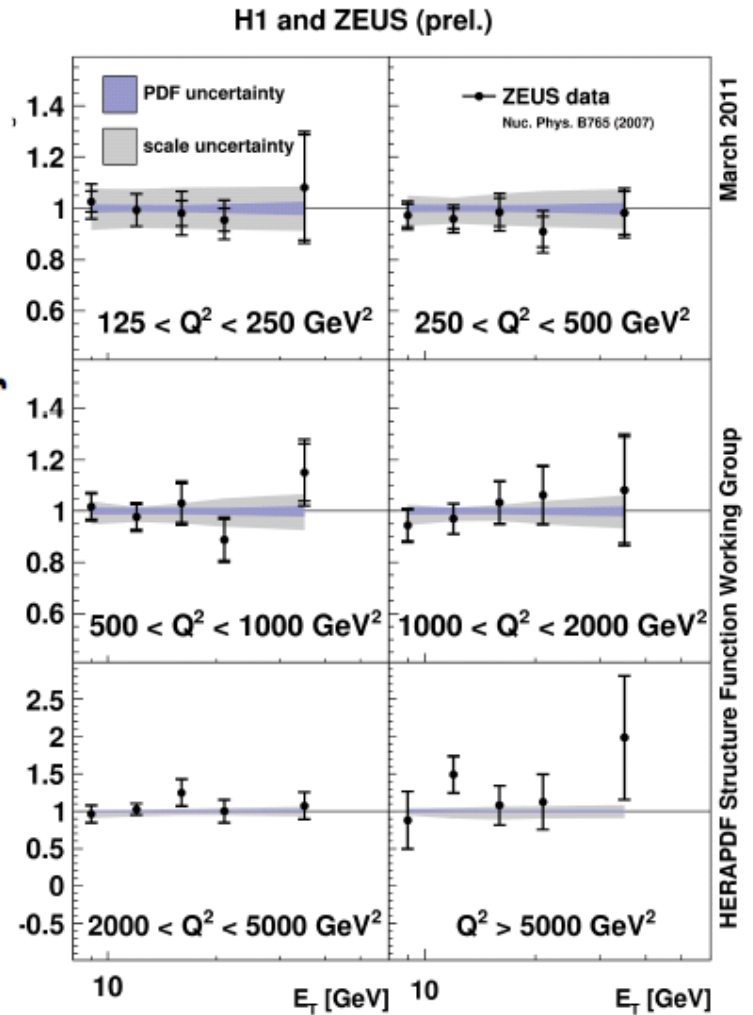 H1 and ZEUS (prel.)
PDF uncertainty
scale uncertainty
ZEUS data
Nuc. Phys. B765 (2007)
March 2011
1.4
1.2
1
0.8
0.6
125 < Q² < 250 GeV²
250 < Q² < 500 GeV²
1.4
1.2
1
0.8
0.6
500 < Q² < 1000 GeV²
1000 < Q² < 2000 GeV²
HERAPDF Structure Function Working Group
2.5
2
1.5
1
0.5
0
-0.5
2000 < Q² < 5000 GeV²
Q² > 5000 GeV²
10
E_T [GeV]
10
E_T [GeV]